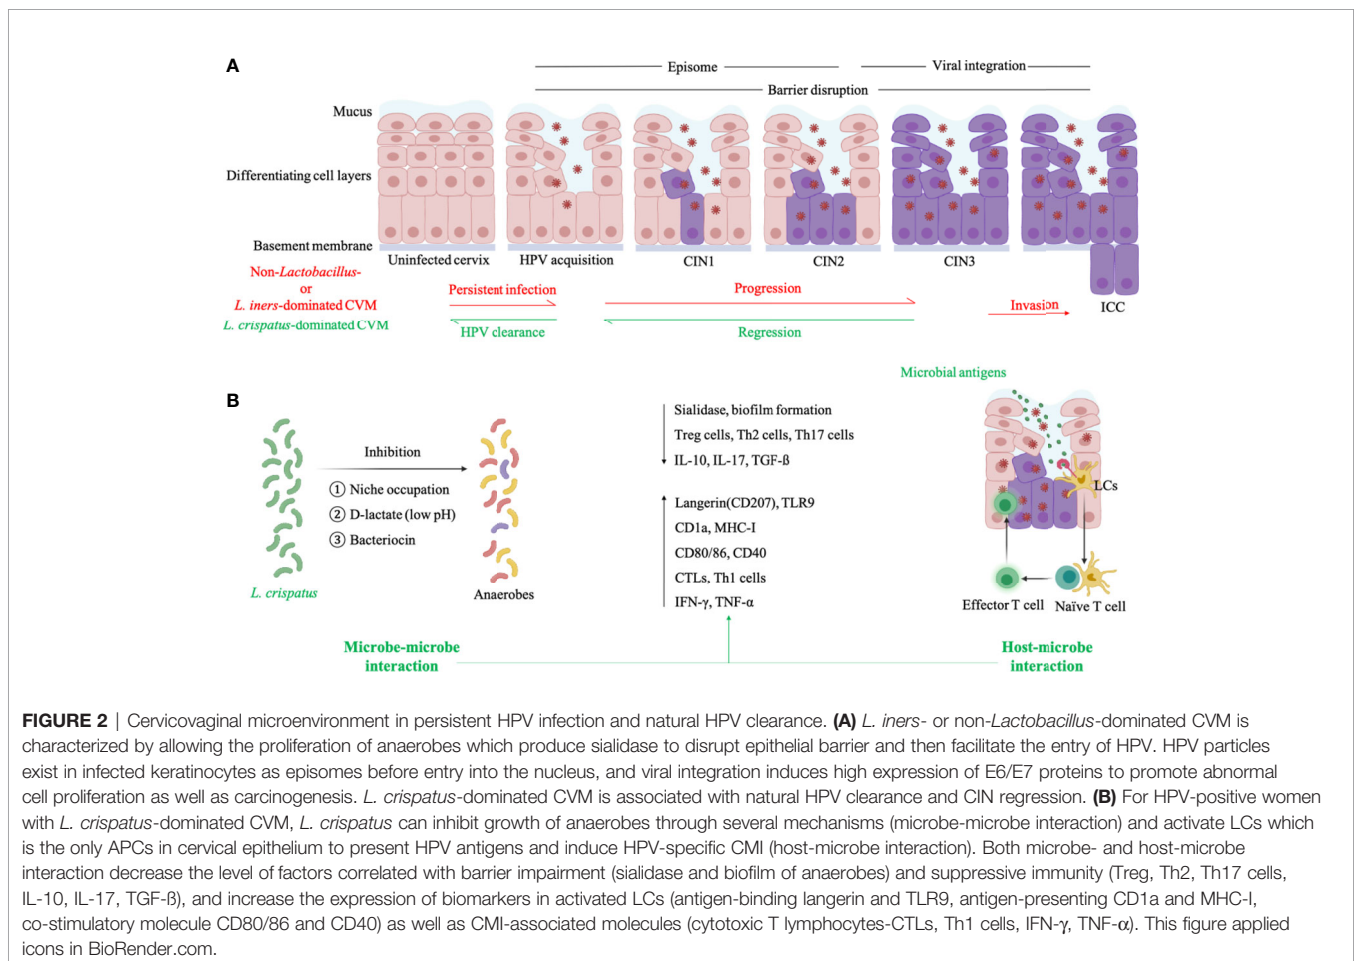 A
Episome
Viral integration
Barrier disruption
Mucus
Differentiating cell layers
Basement membrane
Uninfected cervix
HPV acquisition
CIN1
CIN2
CIN3
ICC
Non-Lactobacillus-
or
L. iners-dominated CVM
L. crispatus-dominated CVM
Persistent infection
HPV clearance
Progression
Regression
Invasion
B
L. crispatus
Inhibition
① Niche occupation
② D-lactate (low pH)
③ Bacteriocin
Anaerobes
Sialidase, biofilm formation
Treg cells, Th2 cells, Th17 cells
IL-10, IL-17, TGF-ß
Langerin(CD207), TLR9
CD1a, MHC-I
CD80/86, CD40
CTLs, Th1 cells
IFN-γ, TNF-α
Microbial antigens
LCs
Effector T cell
Naïve T cell
Microbe-microbe
interaction
Host-microbe
interaction
FIGURE 2 | Cervicovaginal microenvironment in persistent HPV infection and natural HPV clearance. (A) L. iners- or non-Lactobacillus-dominated CVM is
characterized by allowing the proliferation of anaerobes which produce sialidase to disrupt epithelial barrier and then facilitate the entry of HPV. HPV particles
exist in infected keratinocytes as episomes before entry into the nucleus, and viral integration induces high expression of E6/E7 proteins to promote abnormal
cell proliferation as well as carcinogenesis. L. crispatus-dominated CVM is associated with natural HPV clearance and CIN regression. (B) For HPV-positive women
with L. crispatus-dominated CVM, L. crispatus can inhibit growth of anaerobes through several mechanisms (microbe-microbe interaction) and activate LCs which
is the only APCs in cervical epithelium to present HPV antigens and induce HPV-specific CMI (host-microbe interaction). Both microbe- and host-microbe
interaction decrease the level of factors correlated with barrier impairment (sialidase and biofilm of anaerobes) and suppressive immunity (Treg, Th2, Th17 cells,
IL-10, IL-17, TGF-ß), and increase the expression of biomarkers in activated LCs (antigen-binding langerin and TLR9, antigen-presenting CD1a and MHC-I,
co-stimulatory molecule CD80/86 and CD40) as well as CMI-associated molecules (cytotoxic T lymphocytes-CTLs, Th1 cells, IFN-γ, TNF-α). This figure applied
icons in BioRender.com.